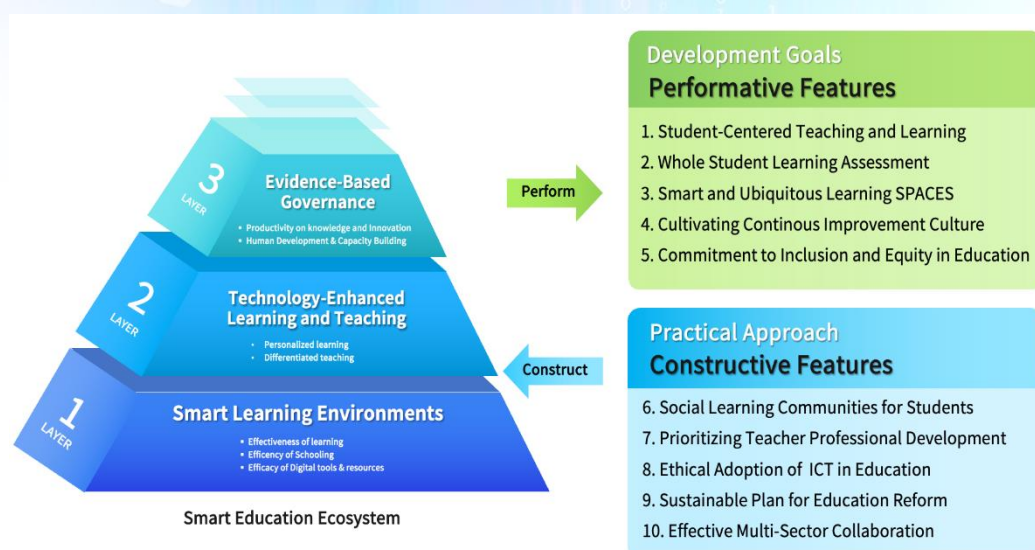 3
LAYER
Evidence-Based
Governance
• Productivity on knowledge and Innovation
• Human Development & Capacity Building
2
LAYER
Technology-Enhanced
Learning and Teaching
• Personalized learning
• Differentiated teaching
1
LAYER
Smart Learning Environments
• Effectiveness of learning
• Efficency of Schooling
• Efficacy of Digital tools & resources
Smart Education Ecosystem
Perform
Construct
Development Goals
Performative Features
1. Student-Centered Teaching and Learning
2. Whole Student Learning Assessment
3. Smart and Ubiquitous Learning SPACES
4. Cultivating Continous Improvement Culture
5. Commitment to Inclusion and Equity in Education
Practical Approach
Constructive Features
6. Social Learning Communities for Students
7. Prioritizing Teacher Professional Development
8. Ethical Adoption of ICT in Education
9. Sustainable Plan for Education Reform
10. Effective Multi-Sector Collaboration